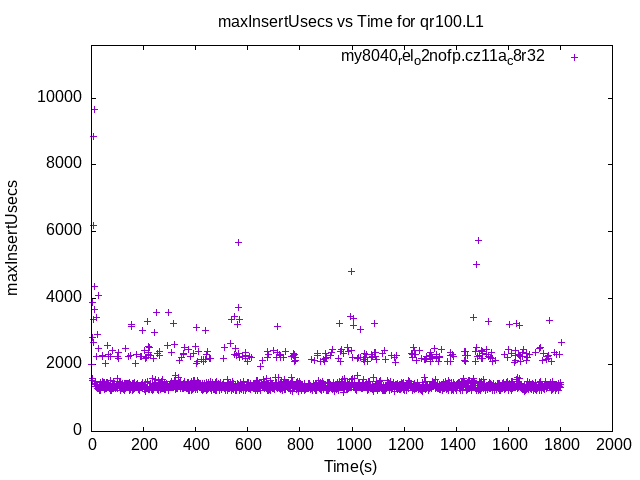 maxInsertUsecs vs Time for qr100.L1
my8040relo2nofp.cz11ac8r32
10000
8000
6000
4000
2000
0
maxInsertUsecs
0 200 400 600 800 1000 1200 1400 1600 1800 2000
Time(s)